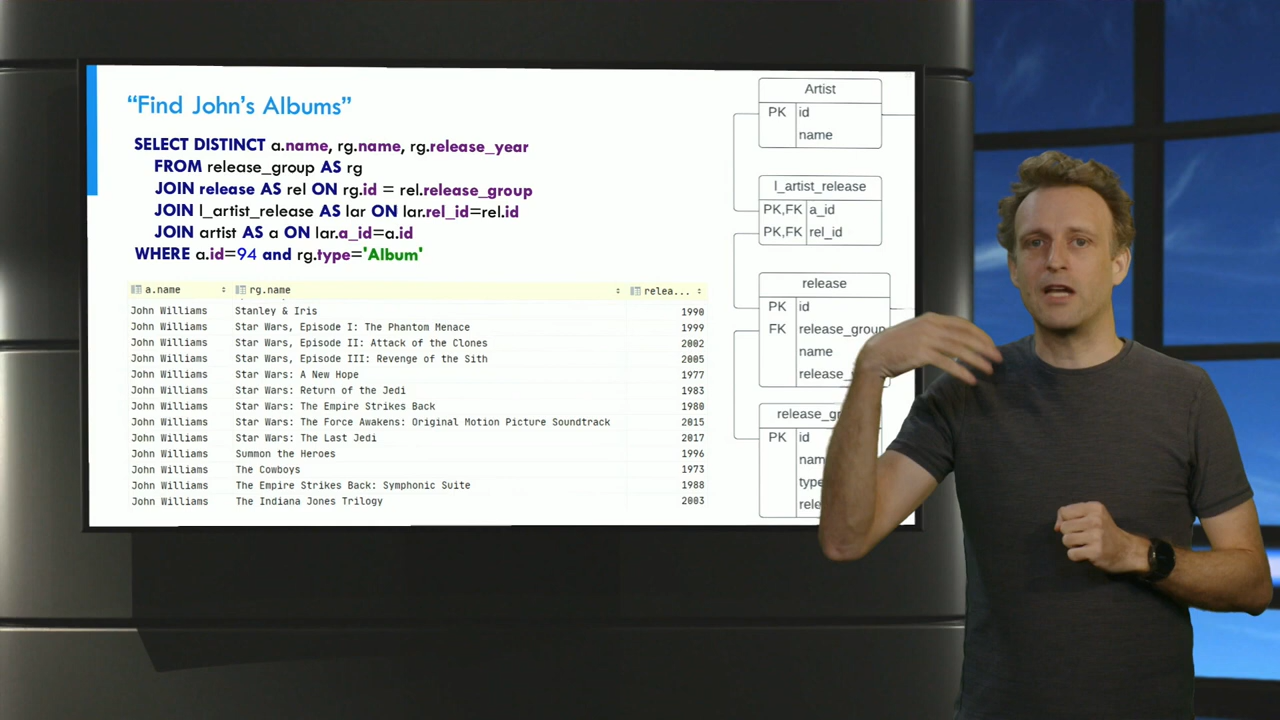 “Find John’s Albums”
SELECT DISTINCT a.name, rg.name, rg.release_year
FROM release_group AS rg
JOIN release AS rel ON rg.id = rel.release_group
JOIN l_artist_release AS lar ON lar.rel_id=rel.id
JOIN artist AS a ON lar.a_id=a.id
WHERE a.id=94 and rg.type='Album'
a.name rg.name relea...
John Williams Stanley & Iris 1990
John Williams Star Wars, Episode I: The Phantom Menace 1999
John Williams Star Wars, Episode II: Attack of the Clones 2002
John Williams Star Wars, Episode III: Revenge of the Sith 2005
John Williams Star Wars: A New Hope 1977
John Williams Star Wars: Return of the Jedi 1983
John Williams Star Wars: The Empire Strikes Back 1980
John Williams Star Wars: The Force Awakens: Original Motion Picture Soundtrack 2015
John Williams Star Wars: The Last Jedi 2017
John Williams Summon the Heroes 1996
John Williams The Cowboys 1973
John Williams The Empire Strikes Back: Symphonic Suite 1988
John Williams The Indiana Jones Trilogy 2003
Artist
PK id
name
l_artist_release
PK,FK a_id
PK,FK rel_id
release
PK id
FK release_group
name
release_
release_gr
PK id
nam
type
rele